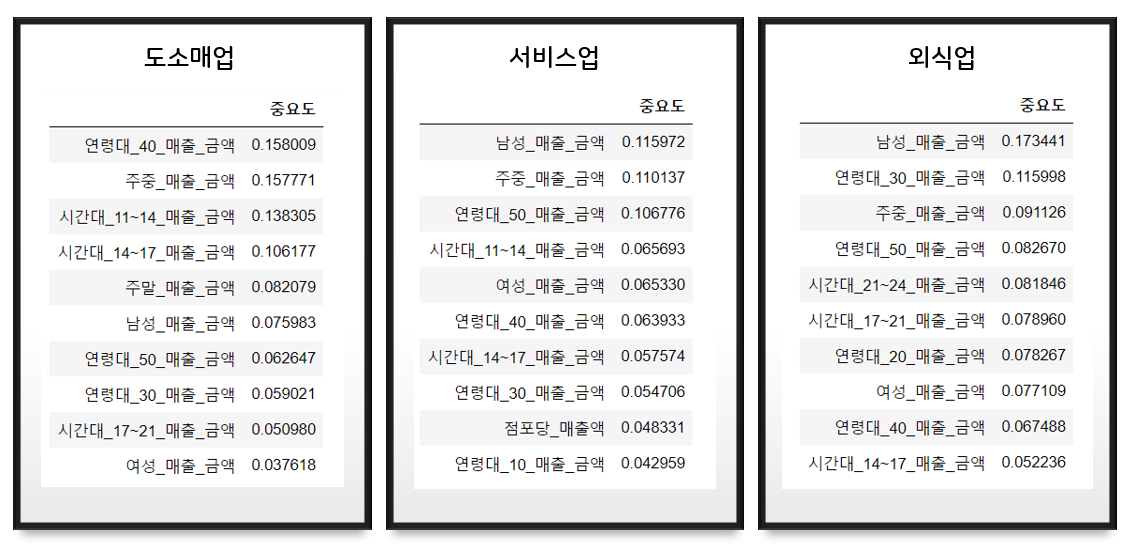 도소매업
중요도
연령대_40_매출_금액 0.158009
주중_매출_금액 0.157771
시간대_11~14_매출_금액 0.138305
시간대_14~17_매출_금액 0.106177
주말_매출_금액 0.082079
남성_매출_금액 0.075983
연령대_50_매출_금액 0.062647
연령대_30_매출_금액 0.059021
시간대_17~21_매출_금액 0.050980
여성_매출_금액 0.037618
서비스업
중요도
남성_매출_금액 0.115972
주중_매출_금액 0.110137
연령대_50_매출_금액 0.106776
시간대_11~14_매출_금액 0.065693
여성_매출_금액 0.065330
연령대_40_매출_금액 0.063933
시간대_14~17_매출_금액 0.057574
연령대_30_매출_금액 0.054706
점포당_매출액 0.048331
연령대_10_매출_금액 0.042959
외식업
중요도
남성_매출_금액 0.173441
연령대_30_매출_금액 0.115998
주중_매출_금액 0.091126
연령대_50_매출_금액 0.082670
시간대_21~24_매출_금액 0.081846
시간대_17~21_매출_금액 0.078960
연령대_20_매출_금액 0.078267
여성_매출_금액 0.077109
연령대_40_매출_금액 0.067488
시간대_14~17_매출_금액 0.052236